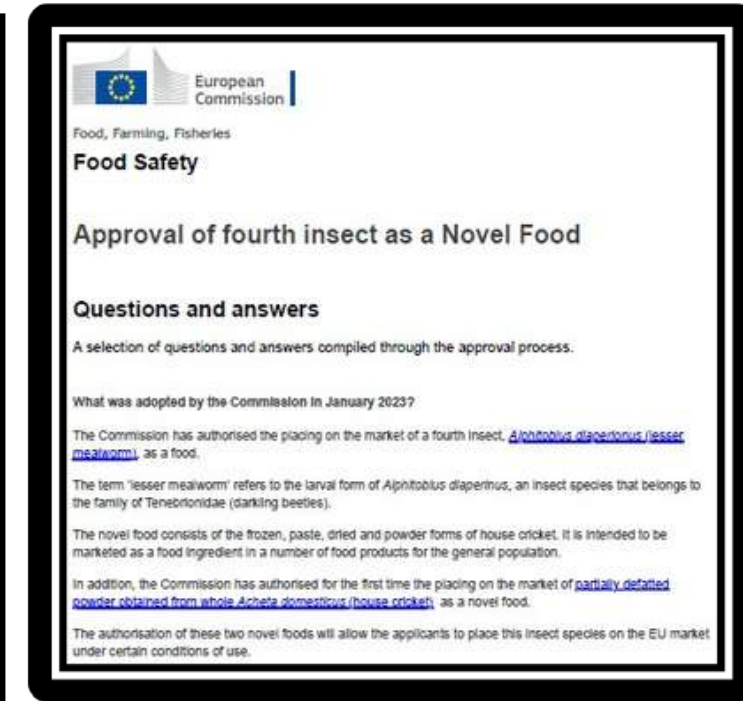 European
Commission
Food, Farming, Fisheries
Food Safety
Approval of fourth insect as a Novel Food
Questions and answers
A selection of questions and answers compiled through the approval process.
What was adopted by the Commission in January 2023?
The Commission has authorised the placing on the market of a fourth insect, Alphitobius diaperionus (lesser
mealworm), as a food.
The term 'lesser mealworm' refers to the larval form of Alphitobius diaperinus, an insect species that belongs to
the family of Tenebrionidae (darkling beetles).
The novel food consists of the frozen, paste, dried and powder forms of house cricket. It is intended to be
marketed as a food ingredient in a number of food products for the general population.
In addition, the Commission has authorised for the first time the placing on the market of partially defatted
powder obtained from whole Acheta domesticus (house cricket) as a novel food.
The authorisation of these two novel foods will allow the applicants to place this insect species on the EU market
under certain conditions of use.